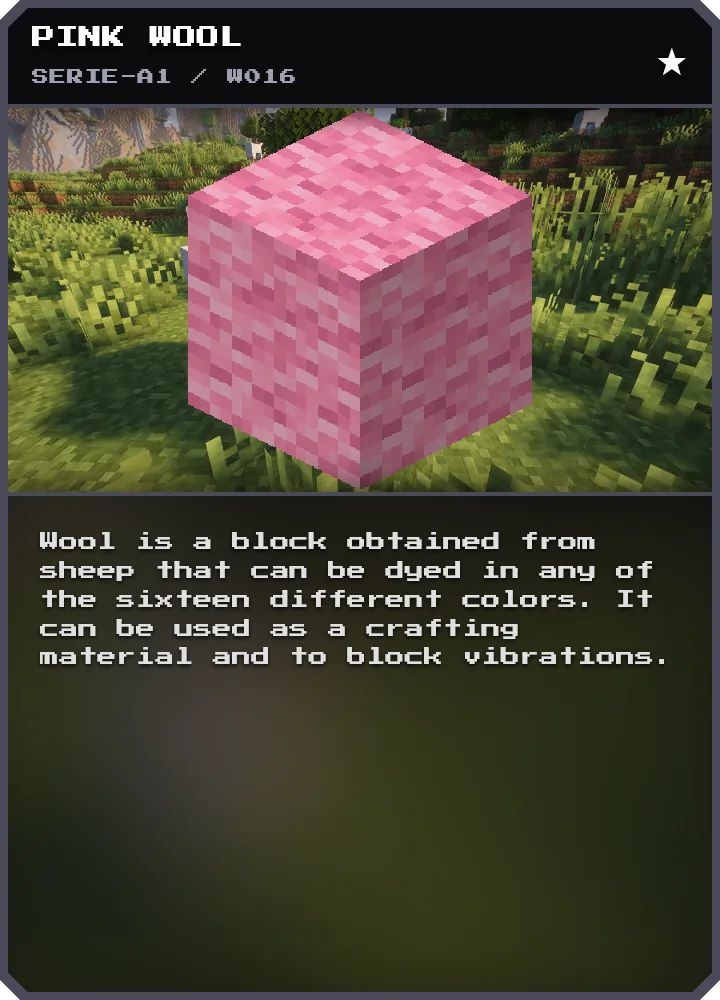 PINK WOOL
SERIE-A1 / W016
Wool is a block obtained from
sheep that can be dyed in any of
the sixteen different colors. It
can be used as a crafting
material and to block vibrations.